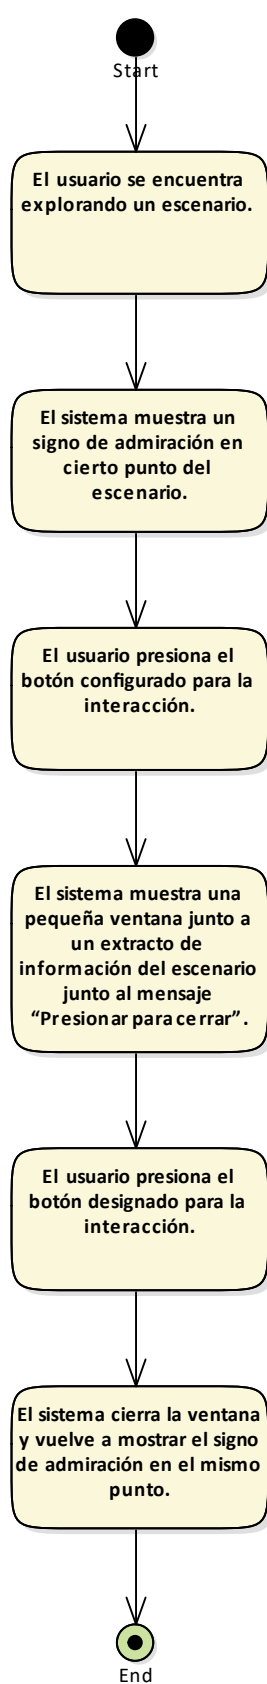 Start
El usuario se encuentra
explorando un escenario.
El sistema muestra un
signo de admiración en
cierto punto del
escenario.
El usuario presiona el
botón configurado para la
interacción.
El sistema muestra una
pequeña ventana junto a
un extracto de
información del escenario
junto al mensaje
“Presionar para cerrar”.
El usuario presiona el
botón designado para la
interacción.
El sistema cierra la ventana
y vuelve a mostrar el signo
de admiración en el mismo
punto.
End